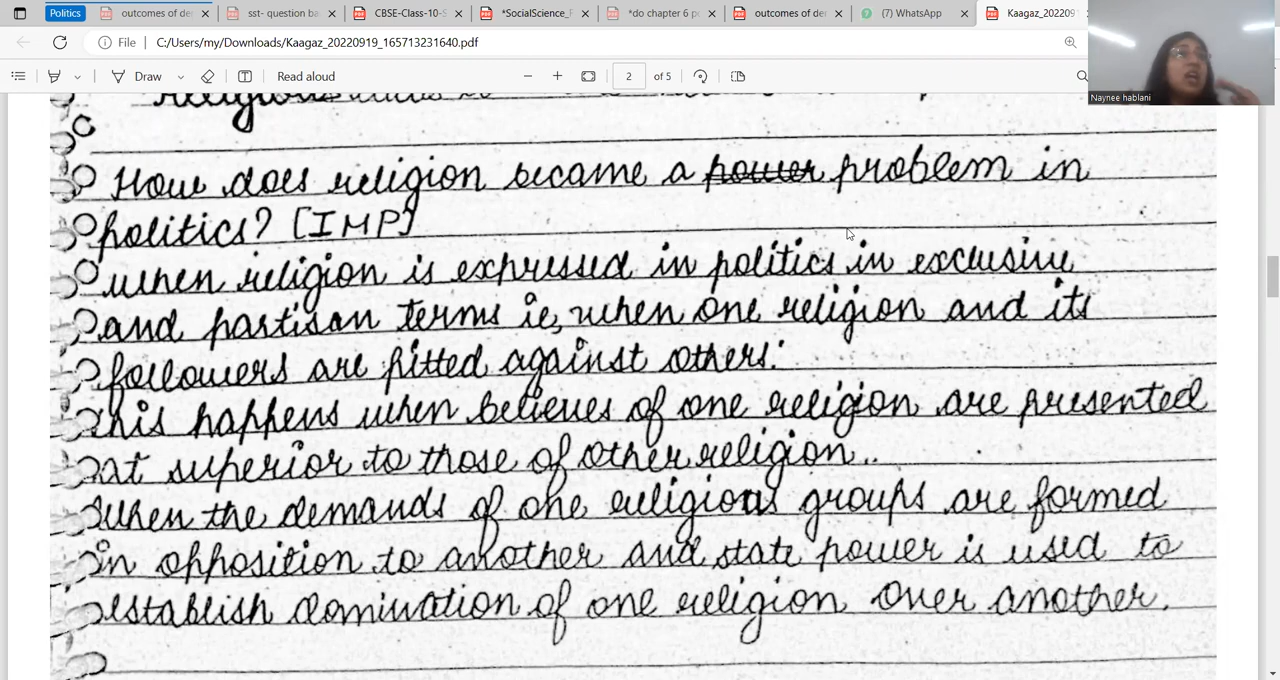 Politics
outcomes of de
sst- question ba
CBSE-Class-10-S
*SocialScience_F
*do chapter 6 p
outcomes of de
(7) WhatsApp
Kaagaz_20220919
File C:/Users/my/Downloads/Kaagaz_20220919_165713231640.pdf
Draw Read aloud 2 of 5
Naynee hablani
How does religion became a power problem in
politics? [IMP]
when religion is expressed in politics in exclusive
and partisan terms ie, when one religion and its
followers are pitted against others.
This happens when believes of one religion are presented
at superior to those of other religion..
When the demands of one religious groups are formed
in opposition to another and state power is used to
establish domination of one religion over another.